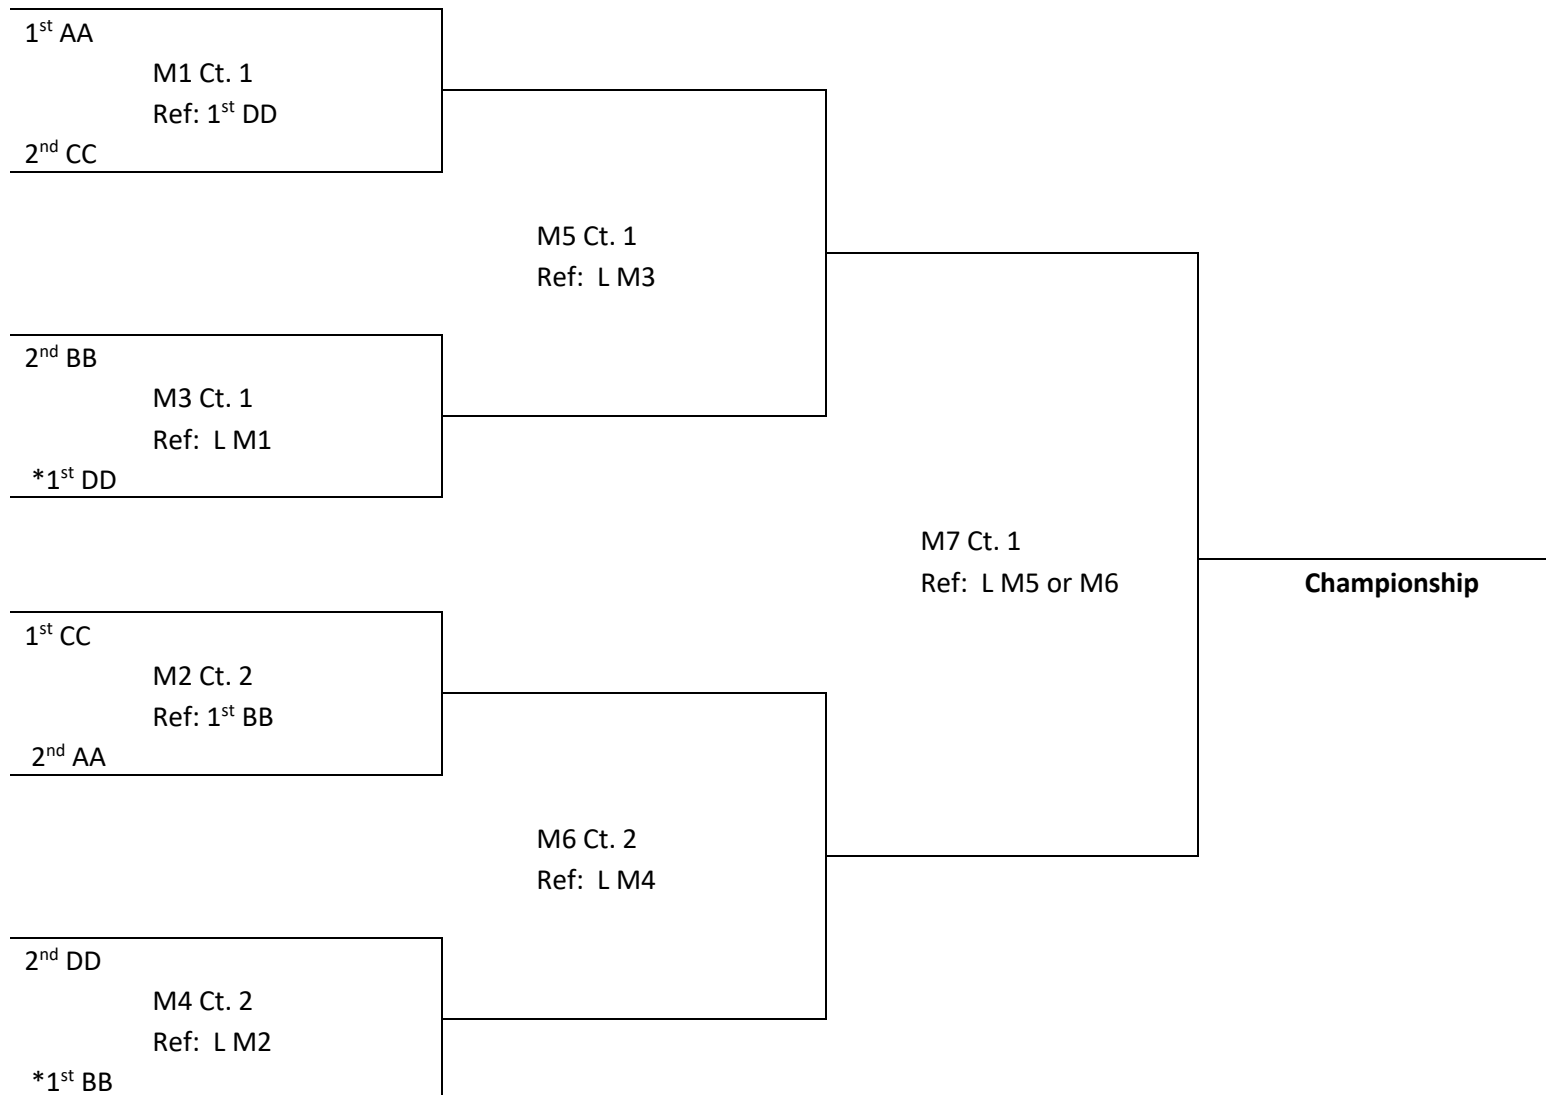 1st AA
M1 Ct. 1
Ref: 1st DD
2nd CC
M5 Ct. 1
Ref:  L M3
2nd BB
M3 Ct. 1
Ref:  L M1
*1st DD
M7 Ct. 1
Ref:  L M5 or M6
Championship
1st CC
M2 Ct. 2
Ref: 1st BB
2nd AA
M6 Ct. 2
Ref:  L M4
2nd DD
M4 Ct. 2
Ref:  L M2
*1st BB